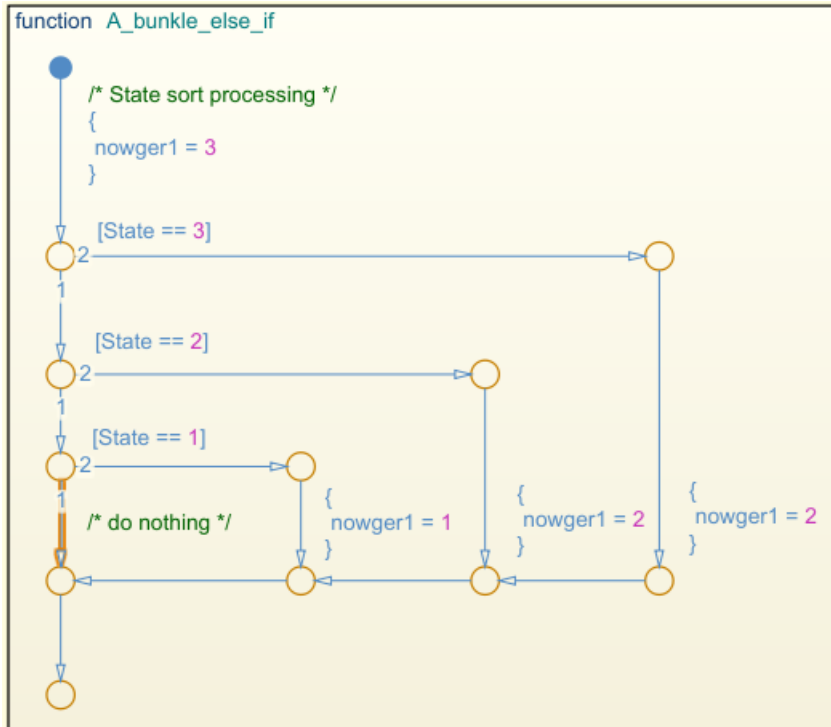 function A_bunkle_else_if
/* State sort processing */
{
nowger1 = 3
}
[State == 3]
2
1
[State == 2]
2
1
[State == 1]
2
1
/* do nothing */
{
nowger1 = 1
}
{
nowger1 = 2
}
{
nowger1 = 2
}